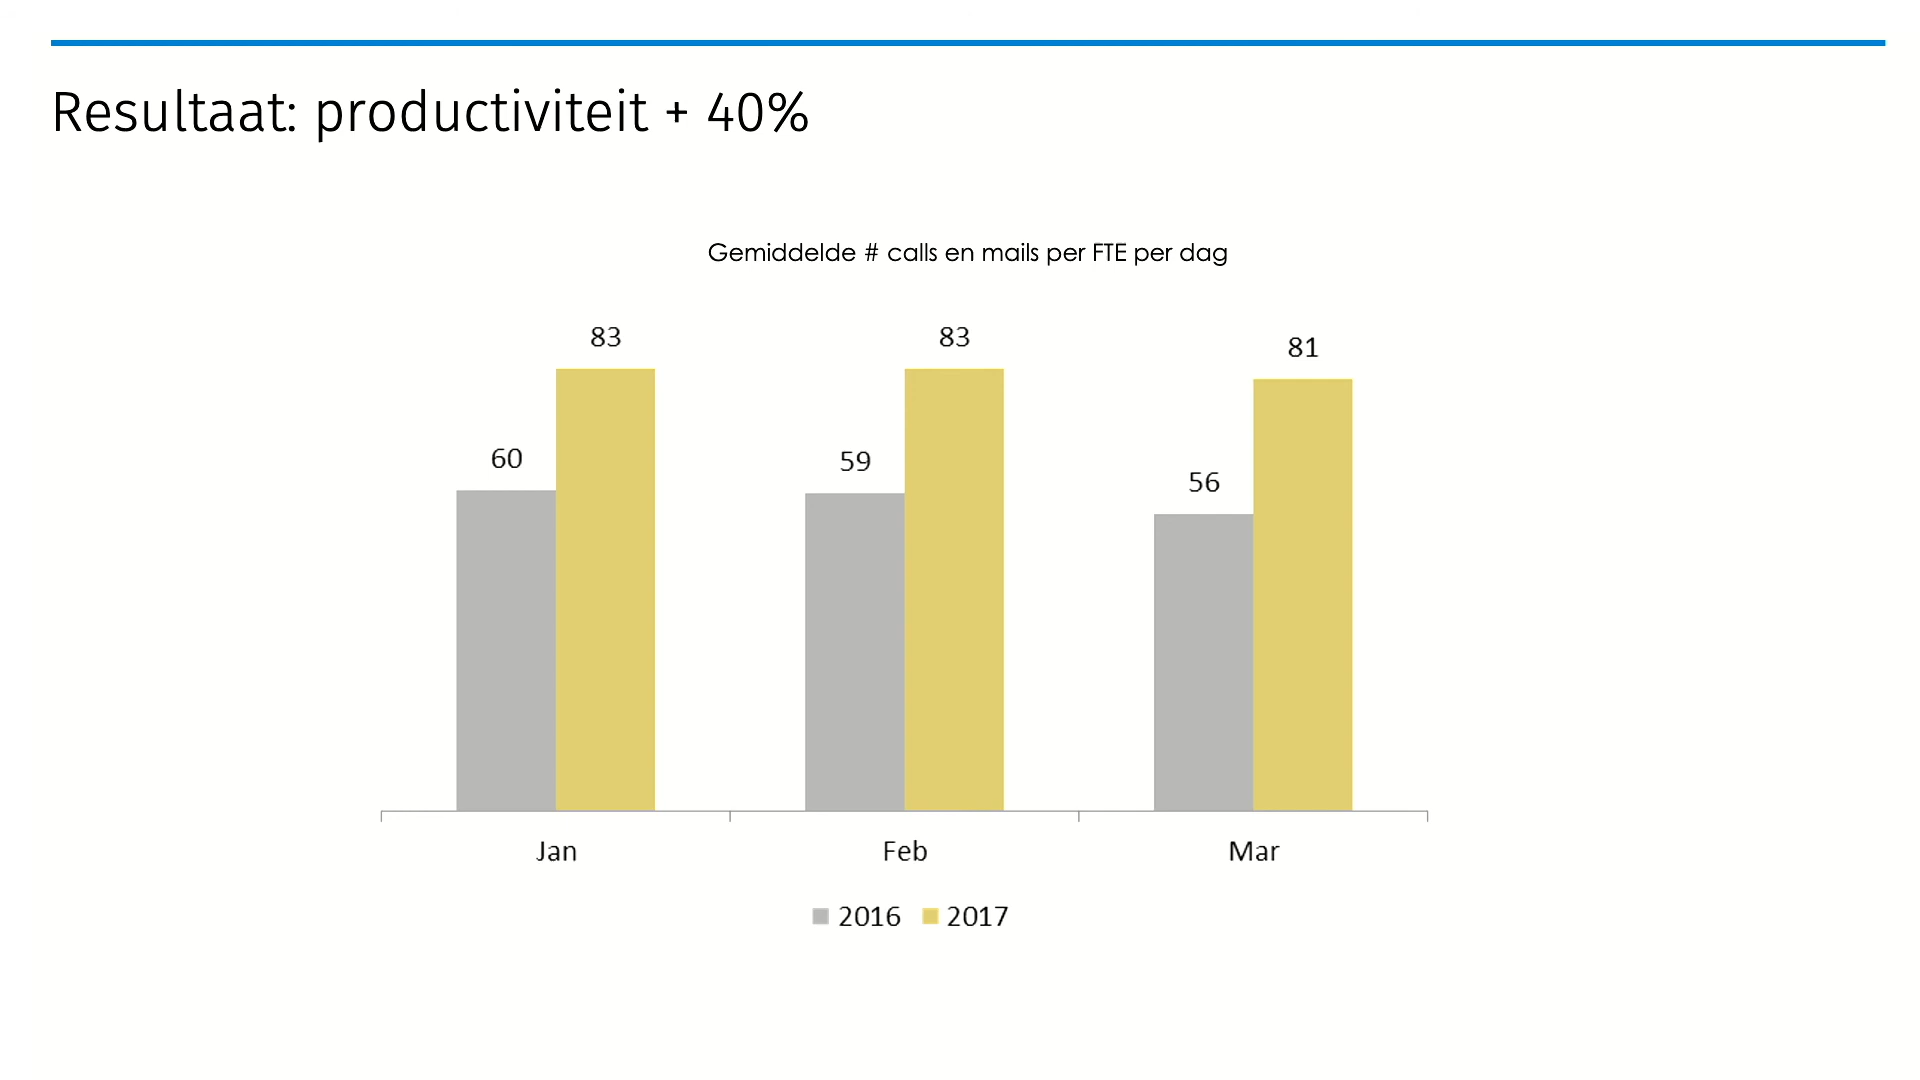 Resultaat: productiviteit + 40%
Gemiddelde # calls en mails per FTE per dag
83
83
81
60
59
56
Jan
Feb
Mar
2016
2017